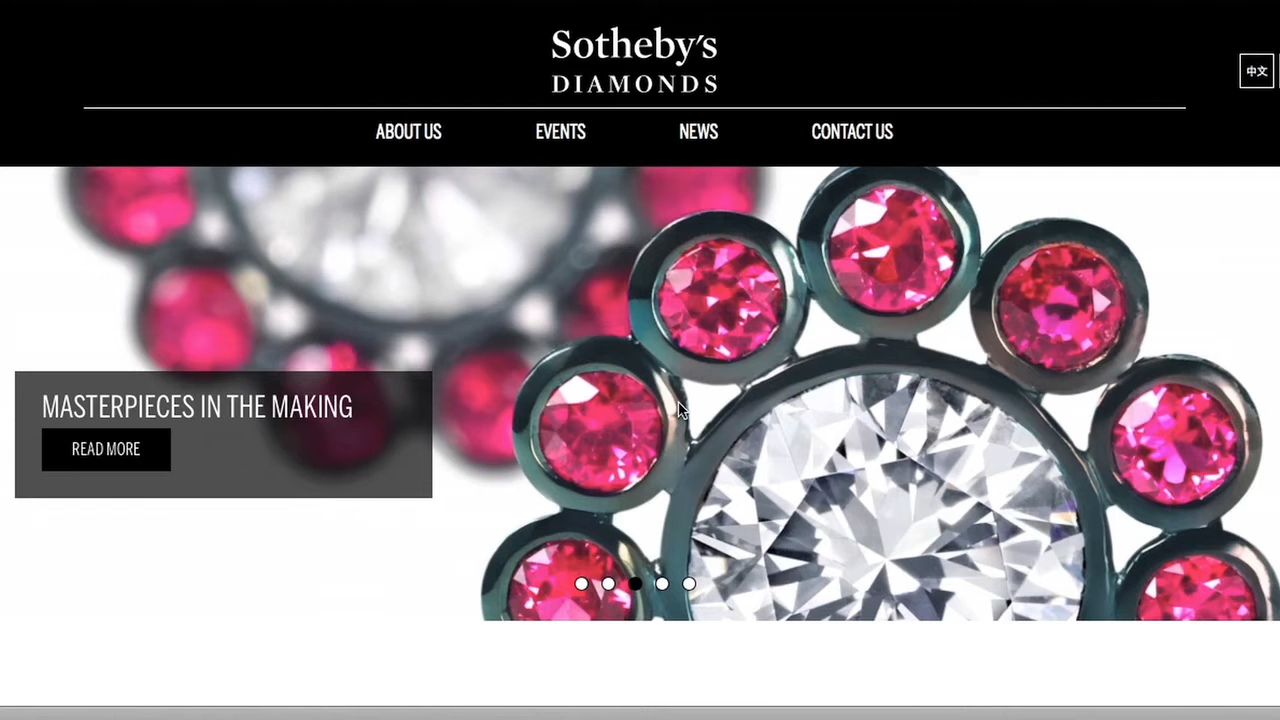 Sotheby's
DIAMONDS
中文
ABOUT US
EVENTS
NEWS
CONTACT US
MASTERPIECES IN THE MAKING
READ MORE